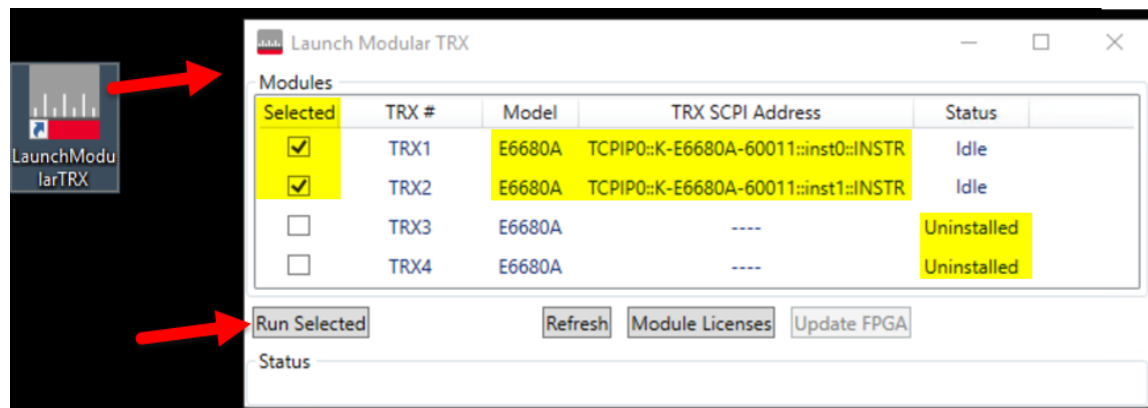 LaunchModu
larTRX
Launch Modular TRX
Modules
Selected TRX # Model TRX SCPI Address Status
TRX1 E6680A TCPIP0::K-E6680A-60011::inst0::INSTR Idle
TRX2 E6680A TCPIP0::K-E6680A-60011::inst1::INSTR Idle
TRX3 E6680A ---- Uninstalled
TRX4 E6680A ---- Uninstalled
Run Selected Refresh Module Licenses Update FPGA
Status